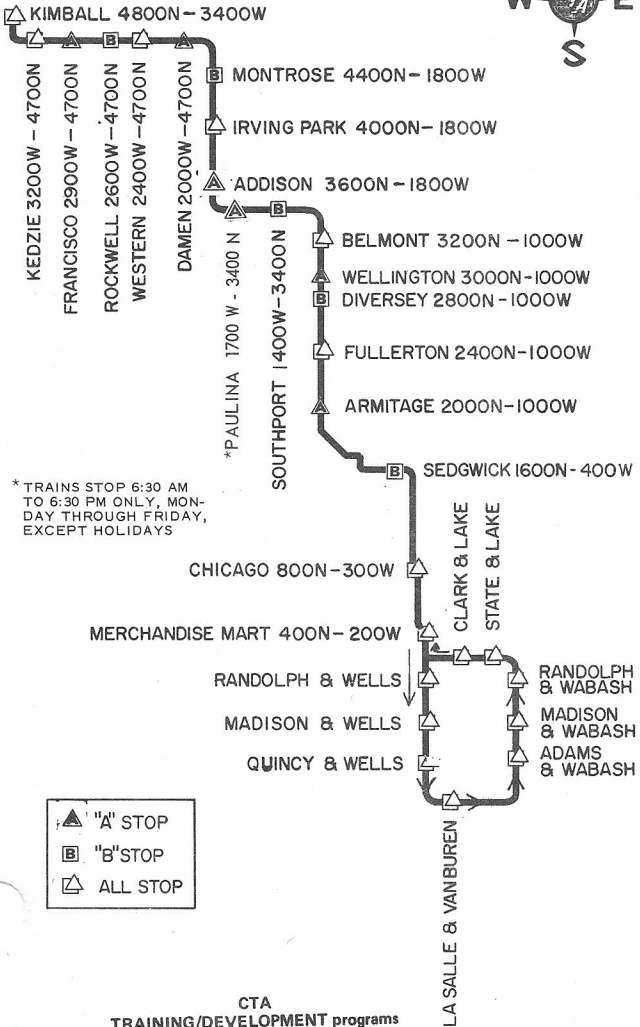 W
E
S
KIMBALL 4800N-3400W
KEDZIE 3200W-4700N
FRANCISCO 2900W-4700N
ROCKWELL 2600W-4700N
WESTERN 2400W-4700N
DAMEN 2000W-4700N
B MONTROSE 4400N-1800W
IRVING PARK 4000N-1800W
A ADDISON 3600N-1800W
*PAULINA 1700 W - 3400 N
SOUTHPORT 1400W-3400N
BELMONT 3200N-1000W
A WELLINGTON 3000N-1000W
B DIVERSEY 2800N-1000W
FULLERTON 2400N-1000W
A ARMITAGE 2000N-1000W
B SEDGWICK 1600N-400W
* TRAINS STOP 6:30 AM
TO 6:30 PM ONLY, MON-
DAY THROUGH FRIDAY,
EXCEPT HOLIDAYS
CHICAGO 800N-300W
CLARK & LAKE
STATE & LAKE
MERCHANDISE MART 400N-200W
RANDOLPH & WELLS
MADISON & WELLS
QUINCY & WELLS
RANDOLPH
& WABASH
MADISON
& WABASH
ADAMS
& WABASH
LA SALLE & VAN BUREN
A "A" STOP
B "B" STOP
ALL STOP
CTA
TRAINING/DEVELOPMENT programs